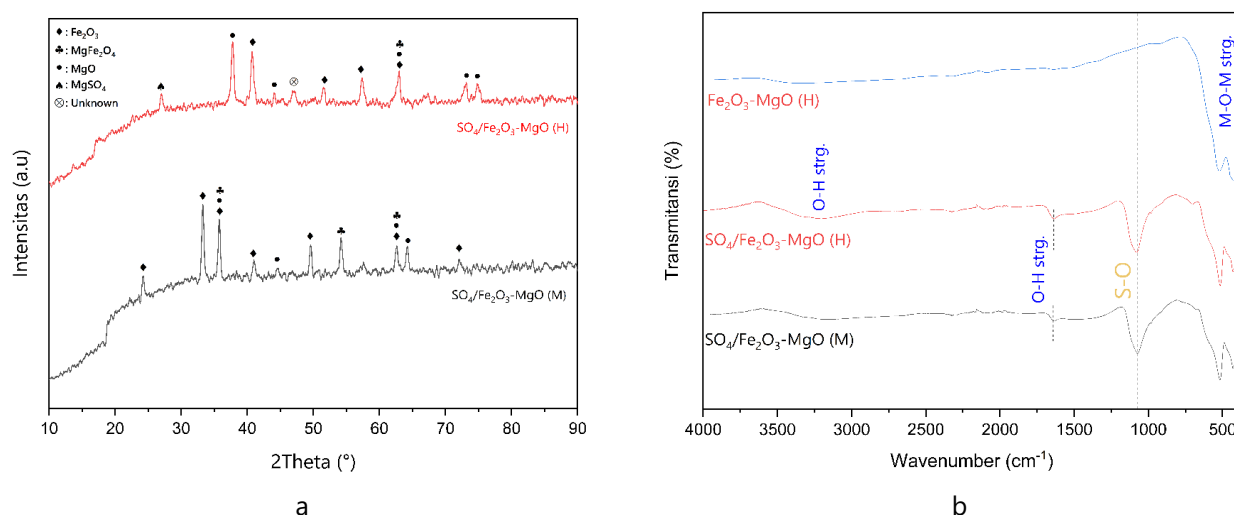 ♦: Fe₂O₃
♣: MgFe₂O₄
●: MgO
♠: MgSO₄
⊗: Unknown
SO₄/Fe₂O₃-MgO (H)
SO₄/Fe₂O₃-MgO (M)
Intensitas (a.u)
10 20 30 40 50 60 70 80 90
2Theta (°)
a
Fe₂O₃-MgO (H)
M-O-M strg.
O-H strg.
SO₄/Fe₂O₃-MgO (H)
O-H strg.
S-O
SO₄/Fe₂O₃-MgO (M)
Transmitansi (%)
4000 3500 3000 2500 2000 1500 1000 500
Wavenumber (cm⁻¹)
b